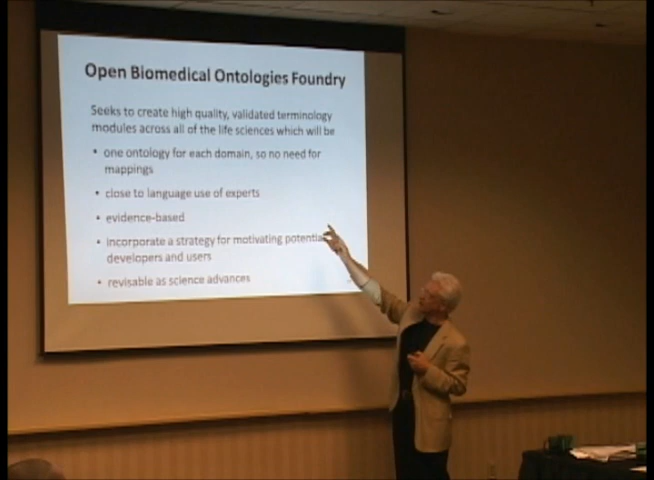 Open Biomedical Ontologies Foundry
Seeks to create high quality, validated terminology
modules across all of the life sciences which will be
• one ontology for each domain, so no need for
mappings
• close to language use of experts
• evidence-based
• incorporate a strategy for motivating potential
developers and users
• revisable as science advances